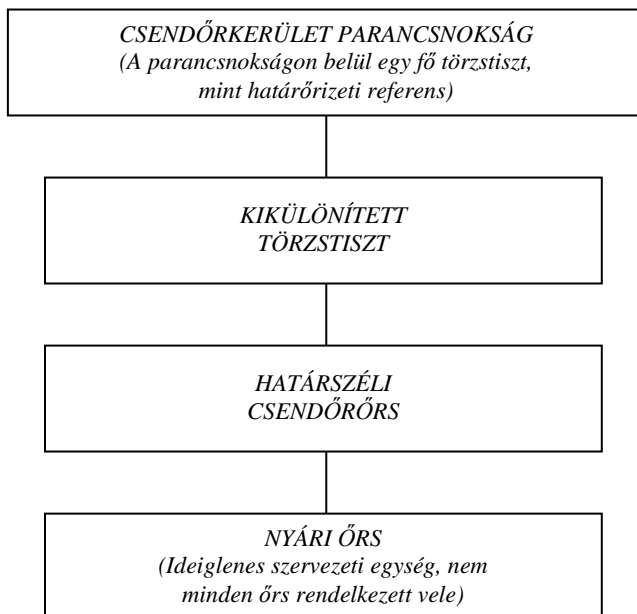 CSENDŐRKERÜLET PARANCSNOKSÁG
(A parancsnokságon belül egy fő törzstiszt,
mint határőrizeti referens)
KIKÜLÖNÍTETT
TÖRZSTISZT
HATÁRSZÉLI
CSENDŐRŐRS
NYÁRI ŐRS
(Ideiglenes szervezeti egység, nem
minden őrs rendelkezett vele)